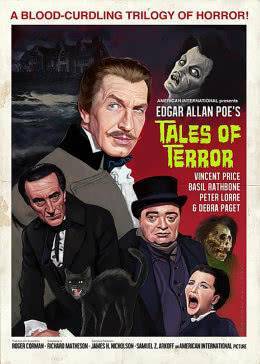 A BLOOD-CURDLING TRILOGY OF HORROR!
AMERICAN INTERNATIONAL presents
EDGAR ALLAN POE'S
TALES OF
TERROR
VINCENT PRICE
BASIL RATHBONE
PETER LORRE
& DEBRA PAGET
ROGER CORMAN · RICHARD MATHESON · JAMES H. NICHOLSON · SAMUEL Z. ARKOFF An AMERICAN INTERNATIONAL PICTURE